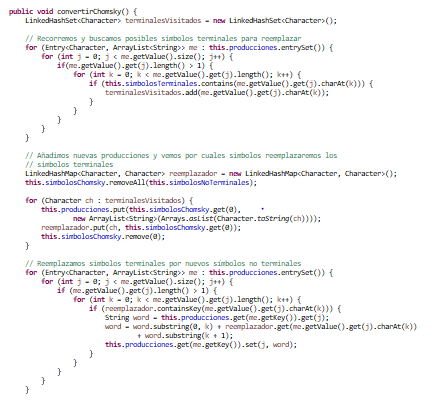 public void convertirChomsky() {
LinkedHashSet<Character> terminalesVisitados = new LinkedHashSet<Character>();
// Recorremos y buscamos posibles simbolos terminales para reemplazar
for (Entry<Character, ArrayList<String>> me : this.producciones.entrySet()) {
for (int j = 0; j < me.getValue().size(); j++) {
if(me.getValue().get(j).length() > 1) {
for (int k = 0; k < me.getValue().get(j).length(); k++) {
if (this.simbolosTerminales.contains(me.getValue().get(j).charAt(k))) {
terminalesVisitados.add(me.getValue().get(j).charAt(k));
}
}
}
}
}
// Añadimos nuevas producciones y vemos por cuales simbolos reemplazaremos los
// simbolos terminales
LinkedHashMap<Character, Character> reemplazador = new LinkedHashMap<Character, Character>();
this.simbolosChomsky.removeAll(this.simbolosNoTerminales);
for (Character ch : terminalesVisitados) {
this.producciones.put(this.simbolosChomsky.get(0),
new ArrayList<String>(Arrays.asList(Character.toString(ch))));
reemplazador.put(ch, this.simbolosChomsky.get(0));
this.simbolosChomsky.remove(0);
}
// Reemplazamos simbolos terminales por nuevos simbolos no terminales
for (Entry<Character, ArrayList<String>> me : this.producciones.entrySet()) {
for (int j = 0; j < me.getValue().size(); j++) {
if (me.getValue().get(j).length() > 1) {
for (int k = 0; k < me.getValue().get(j).length(); k++) {
if (reemplazador.containsKey(me.getValue().get(j).charAt(k))) {
String word = this.producciones.get(me.getKey()).get(j);
word = word.substring(0, k) + reemplazador.get(me.getValue().get(j).charAt(k))
+ word.substring(k + 1);
this.producciones.get(me.getKey()).set(j, word);
}
}
}
}
}